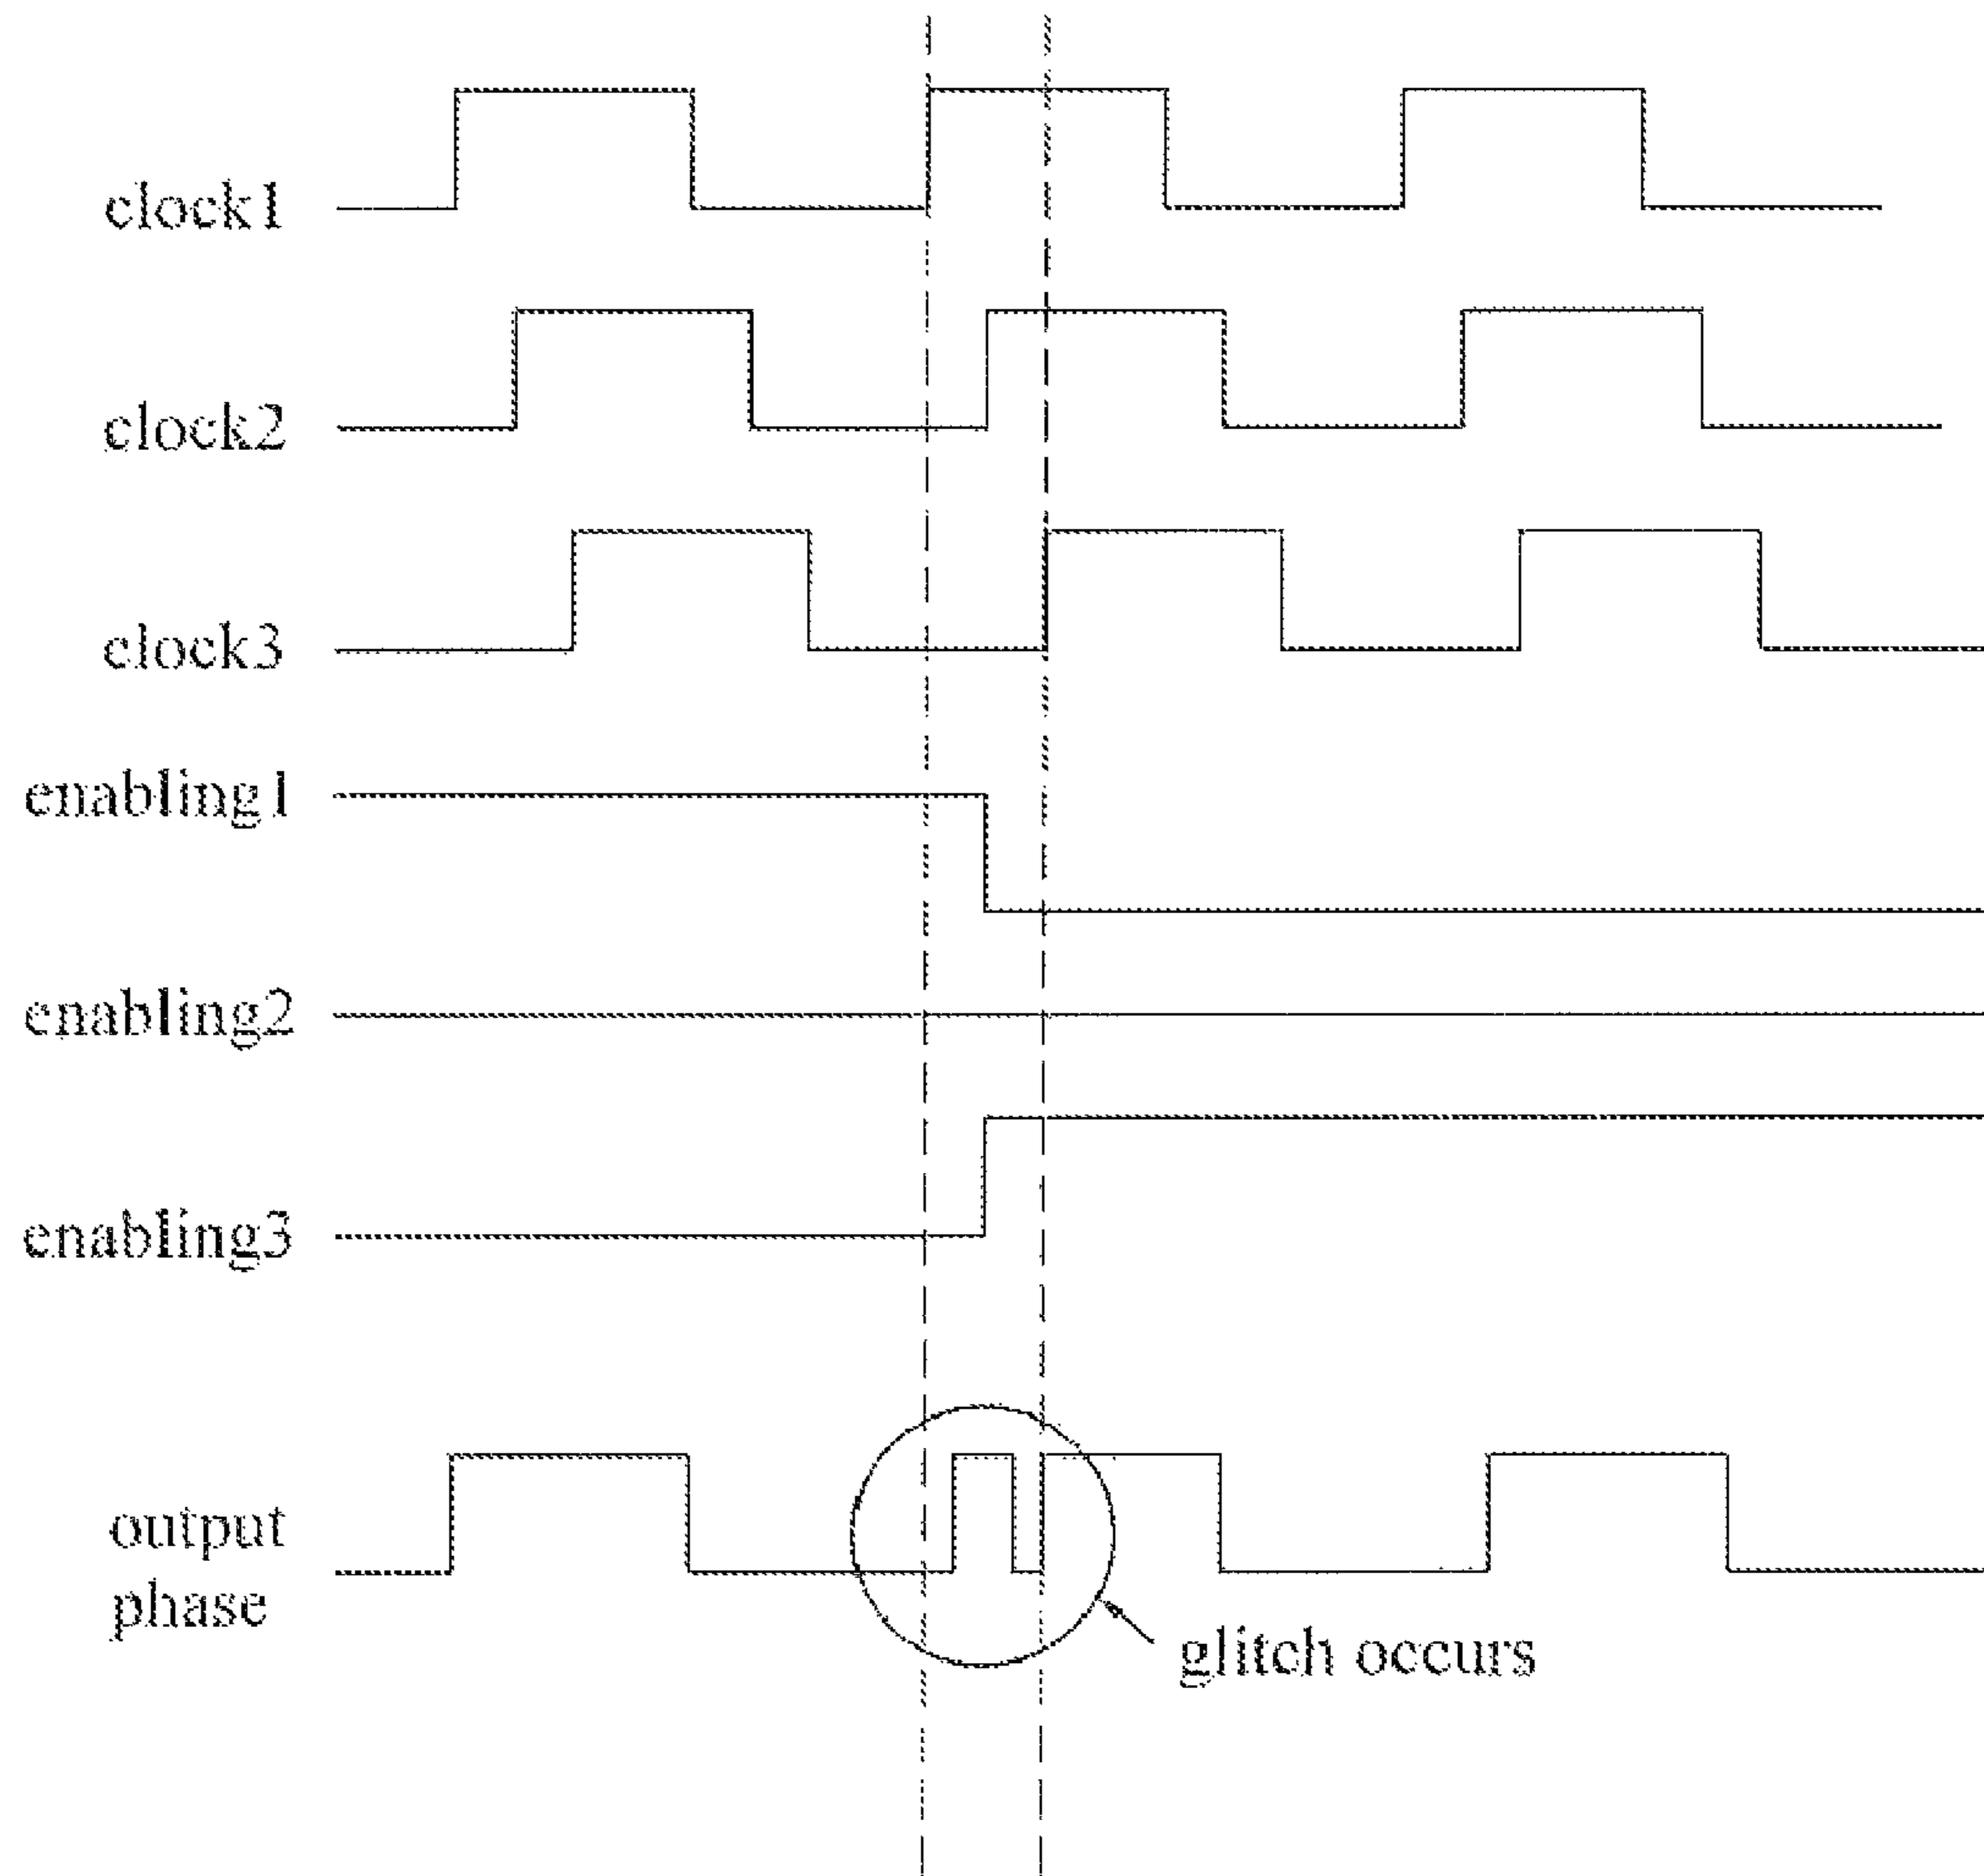 clock1
clock2
clock3
enabling1
enabling2
enabling3
output
phase
glitch occurs